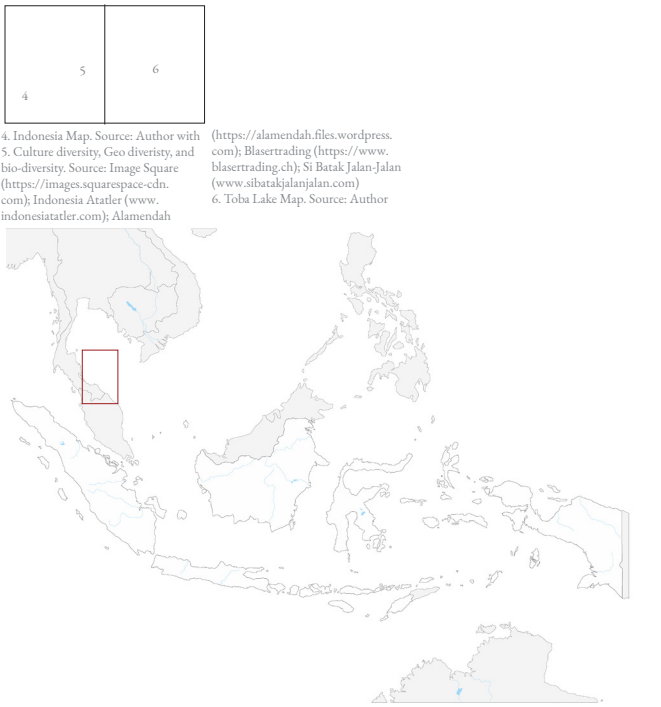 4
5
6
4. Indonesia Map. Source: Author with
5. Culture diversity, Geo diveristy, and
bio-diversity. Source: Image Square
(https://images.squarespace-cdn.
com); Indonesia Atatler (www.
indonesiatatler.com); Alamendah
(https://alamendah.files.wordpress.
com); Blasertrading (https://www.
blasertrading.ch); Si Batak Jalan-Jalan
(www.sibatakjalanjalan.com)
6. Toba Lake Map. Source: Author